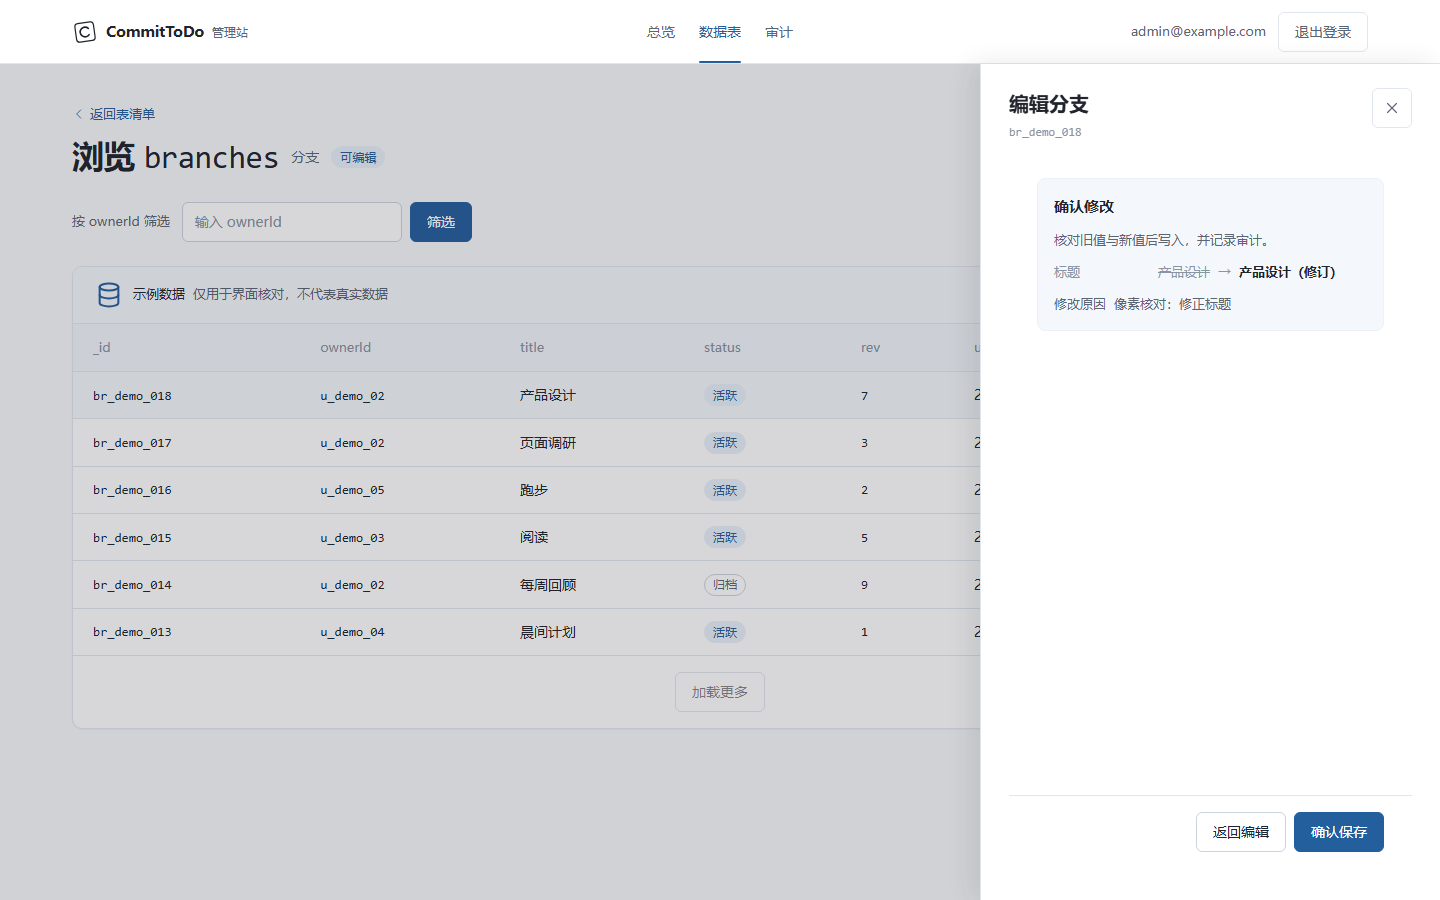 CommitToDo 管理站
总览 数据表 审计
admin@example.com 退出登录
返回表清单
浏览 branches 分支 可编辑
按 ownerId 筛选 输入 ownerId 筛选
示例数据 仅用于界面核对，不代表真实数据
_id ownerId title status rev u
br_demo_018 u_demo_02 产品设计 活跃 7 2
br_demo_017 u_demo_02 页面调研 活跃 3 2
br_demo_016 u_demo_05 跑步 活跃 2 2
br_demo_015 u_demo_03 阅读 活跃 5 2
br_demo_014 u_demo_02 每周回顾 归档 9 2
br_demo_013 u_demo_04 晨间计划 活跃 1 2
加载更多
编辑分支
br_demo_018
确认修改
核对旧值与新值后写入，并记录审计。
标题 产品设计 → 产品设计（修订）
修改原因 像素核对：修正标题
返回编辑 确认保存